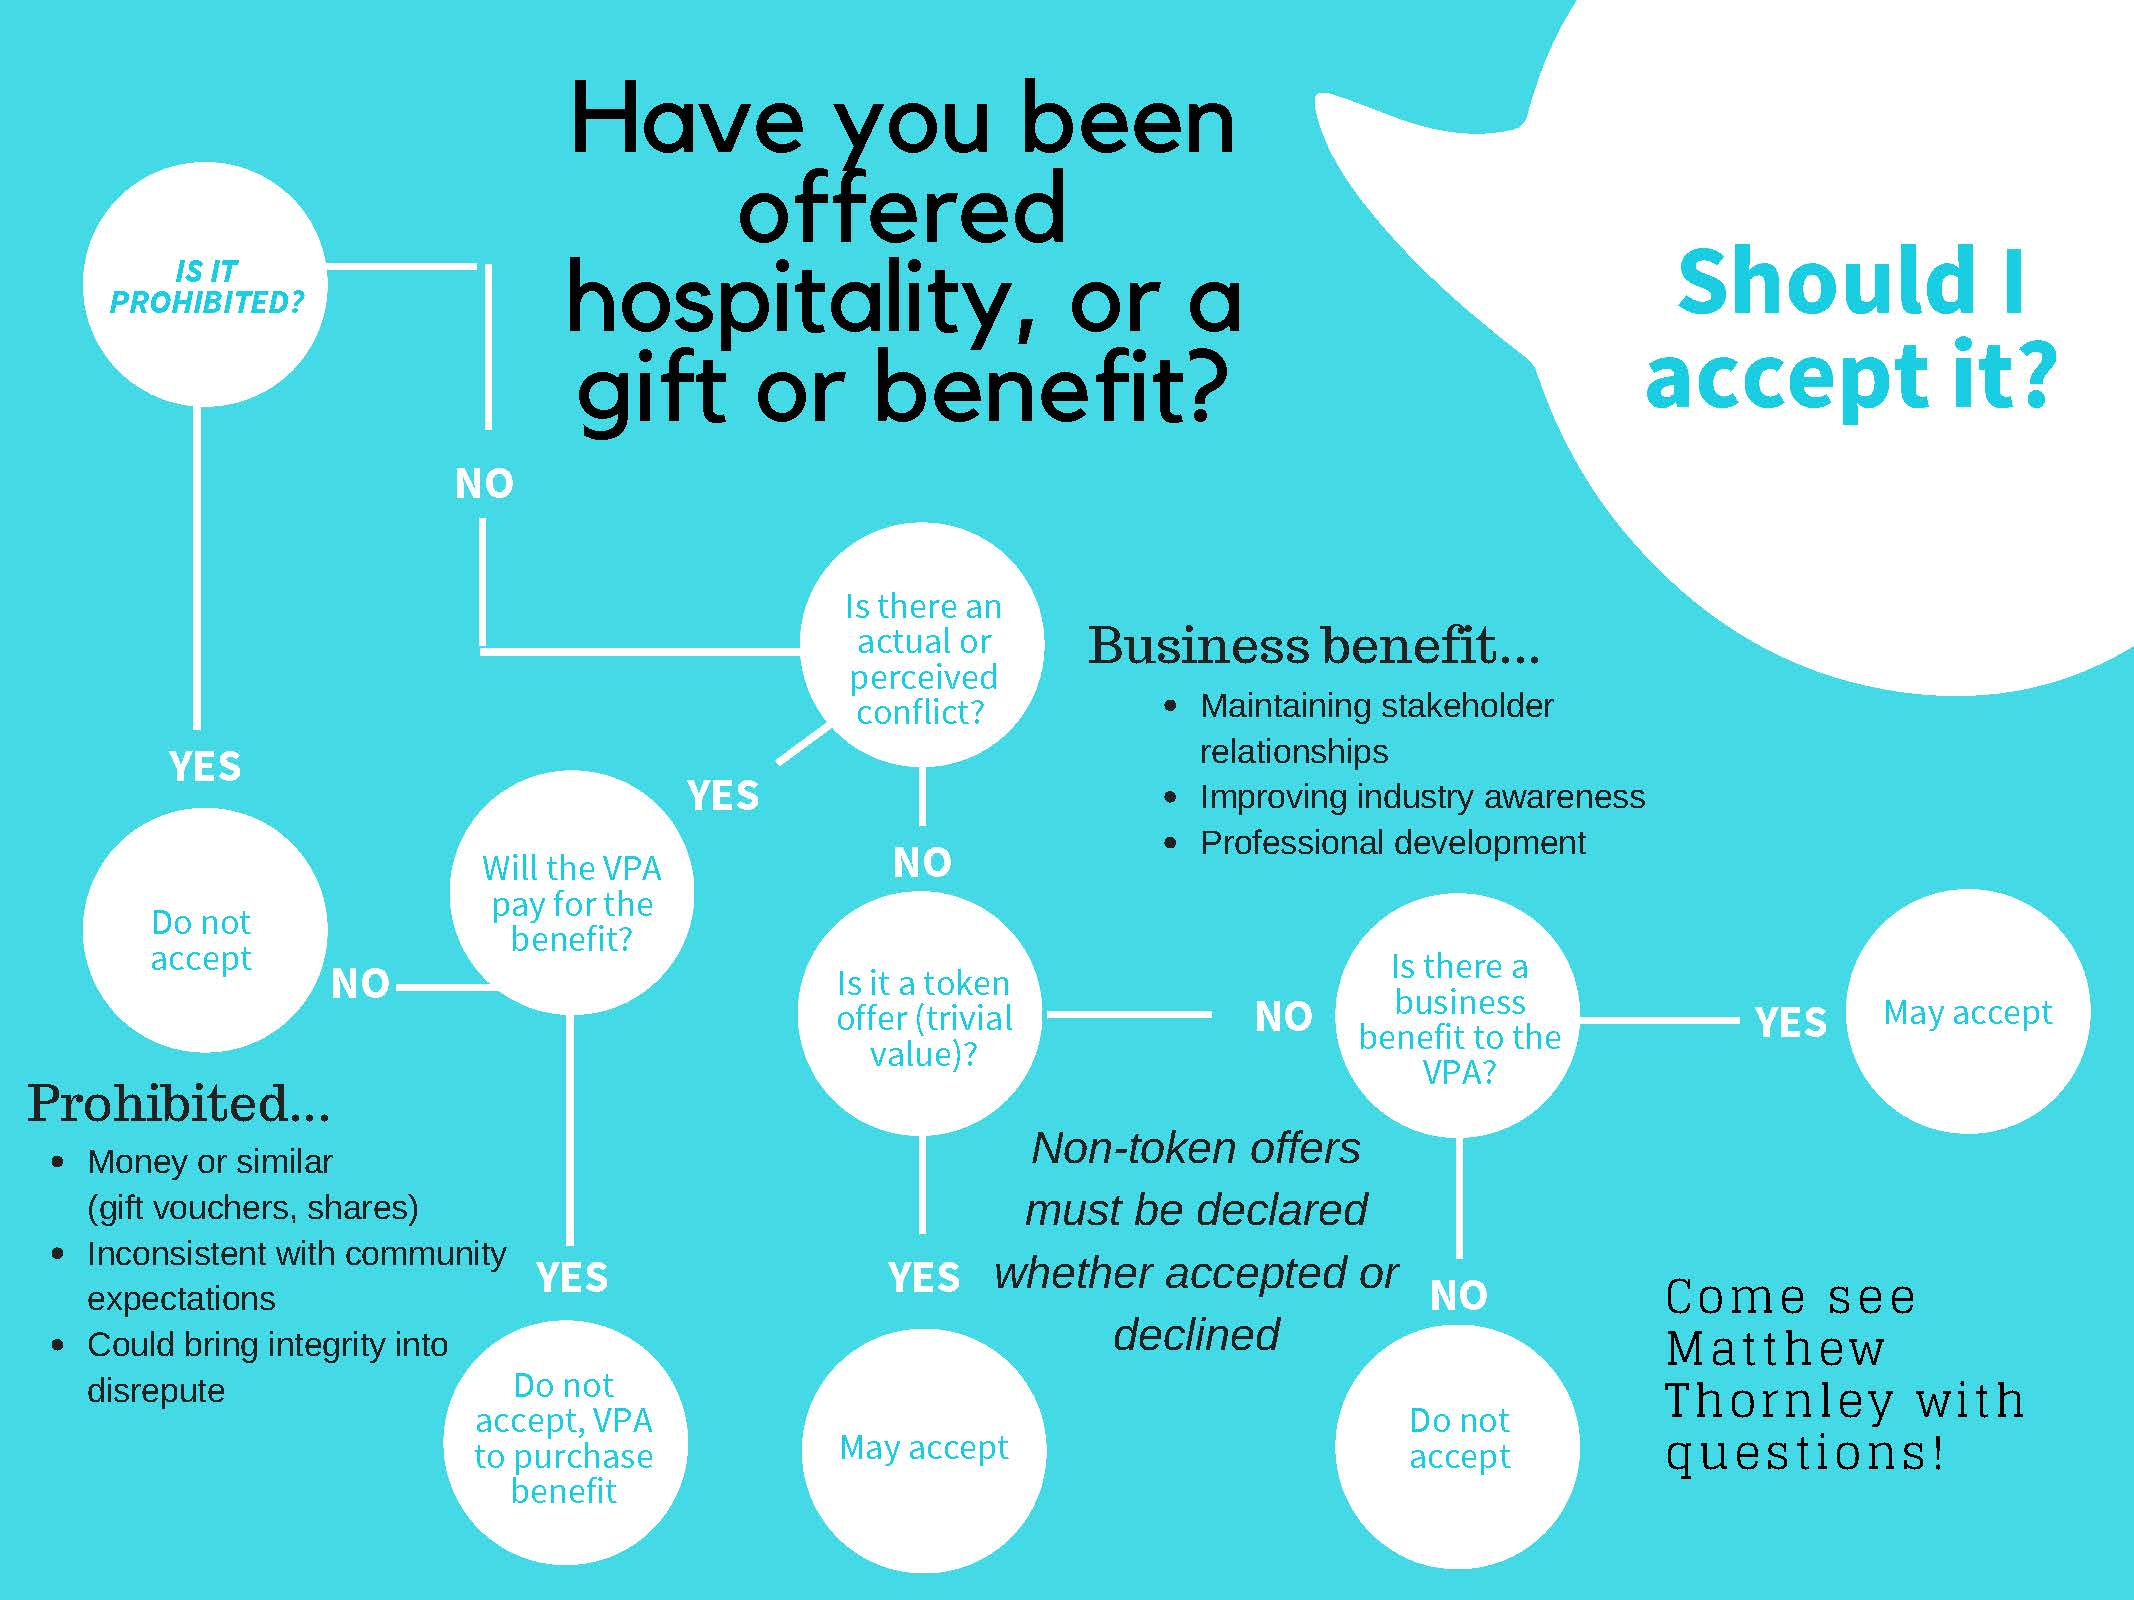 Have you been
offered
hospitality, or a
gift or benefit?
Should I
accept it?
IS IT
PROHIBITED?
NO
YES
Do not
accept
Is there an
actual or
perceived
conflict?
YES
NO
Will the VPA
pay for the
benefit?
NO
YES
Do not
accept, VPA
to purchase
benefit
Is it a token
offer (trivial
value)?
YES
May accept
NO
Is there a
business
benefit to the
VPA?
YES
May accept
NO
Do not
accept
Business benefit...
• Maintaining stakeholder
relationships
• Improving industry awareness
• Professional development
Prohibited...
• Money or similar
(gift vouchers, shares)
• Inconsistent with community
expectations
• Could bring integrity into
disrepute
Non-token offers
must be declared
whether accepted or
declined
Come see
Matthew
Thornley with
questions!